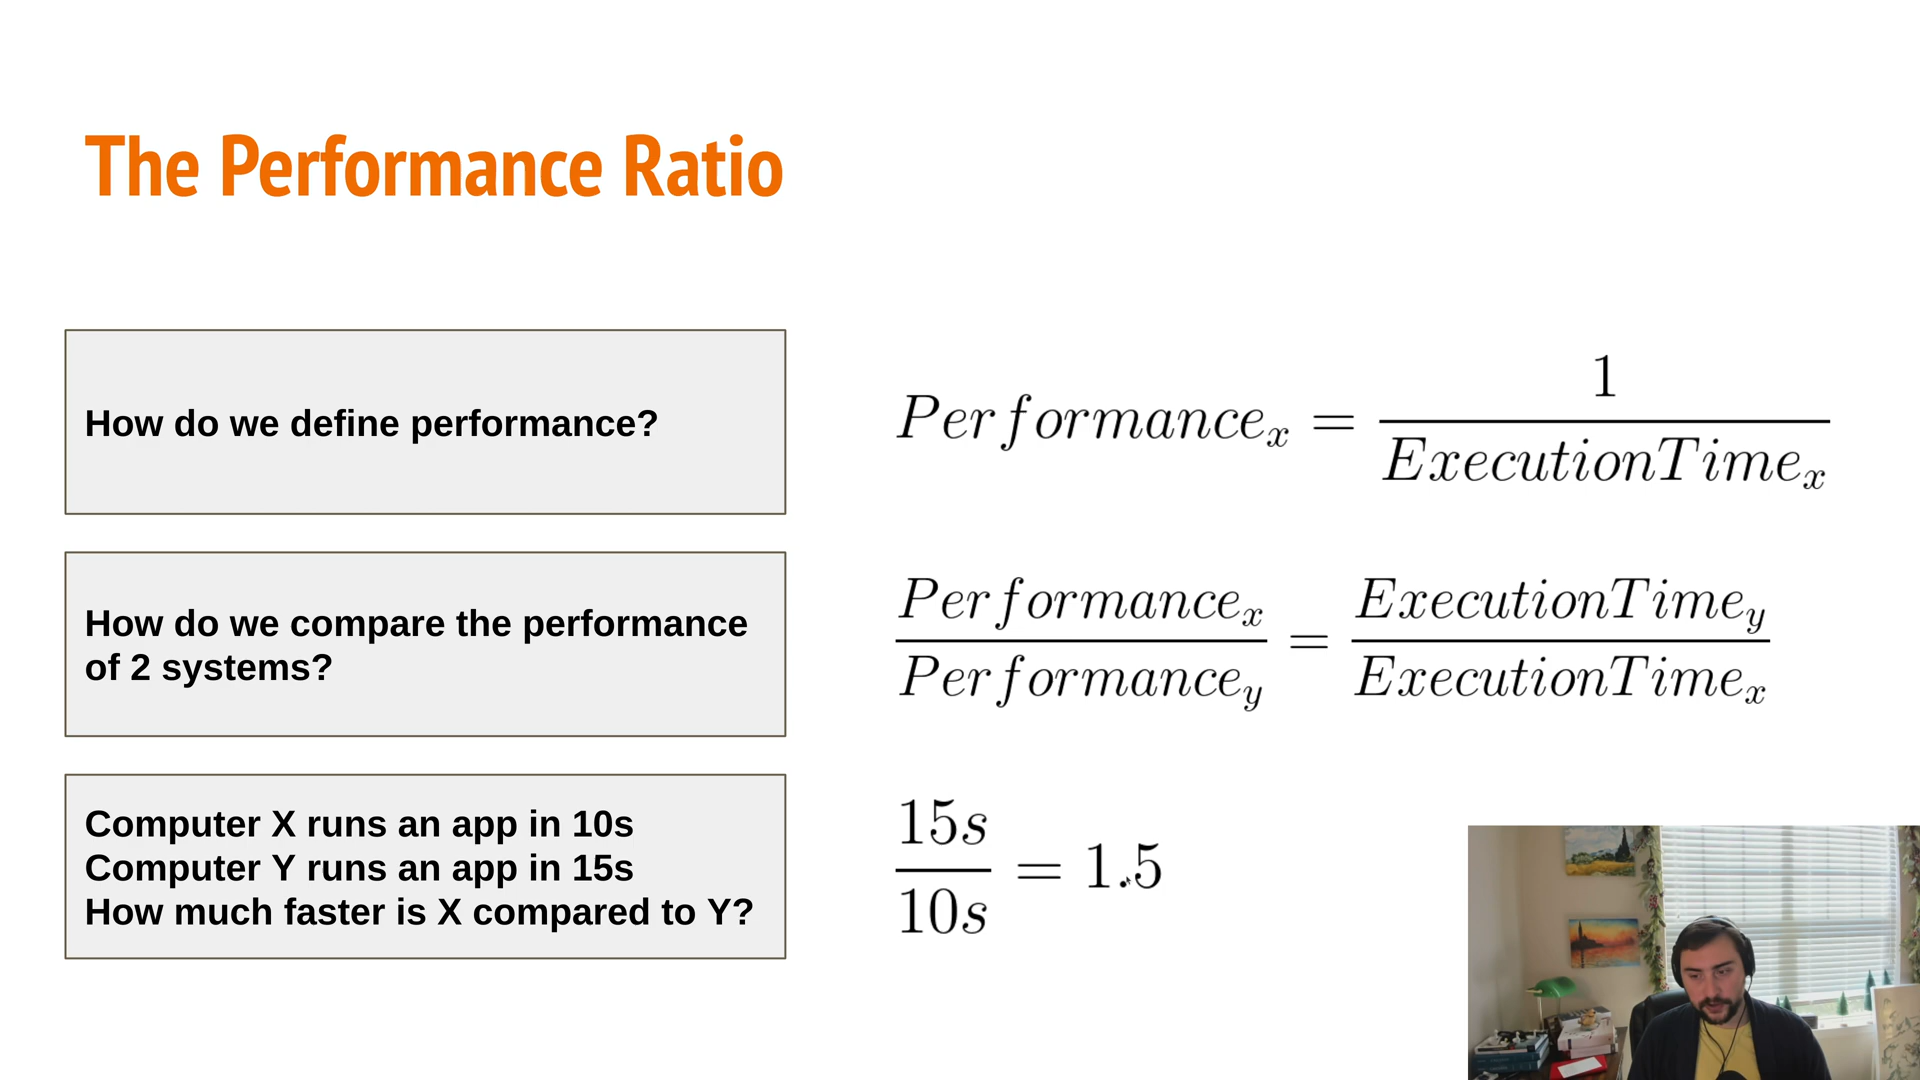 The Performance Ratio
How do we define performance?
Performance_x = 1 / ExecutionTime_x
How do we compare the performance
of 2 systems?
Performance_x / Performance_y = ExecutionTime_y / ExecutionTime_x
Computer X runs an app in 10s
Computer Y runs an app in 15s
How much faster is X compared to Y?
15s / 10s = 1.5